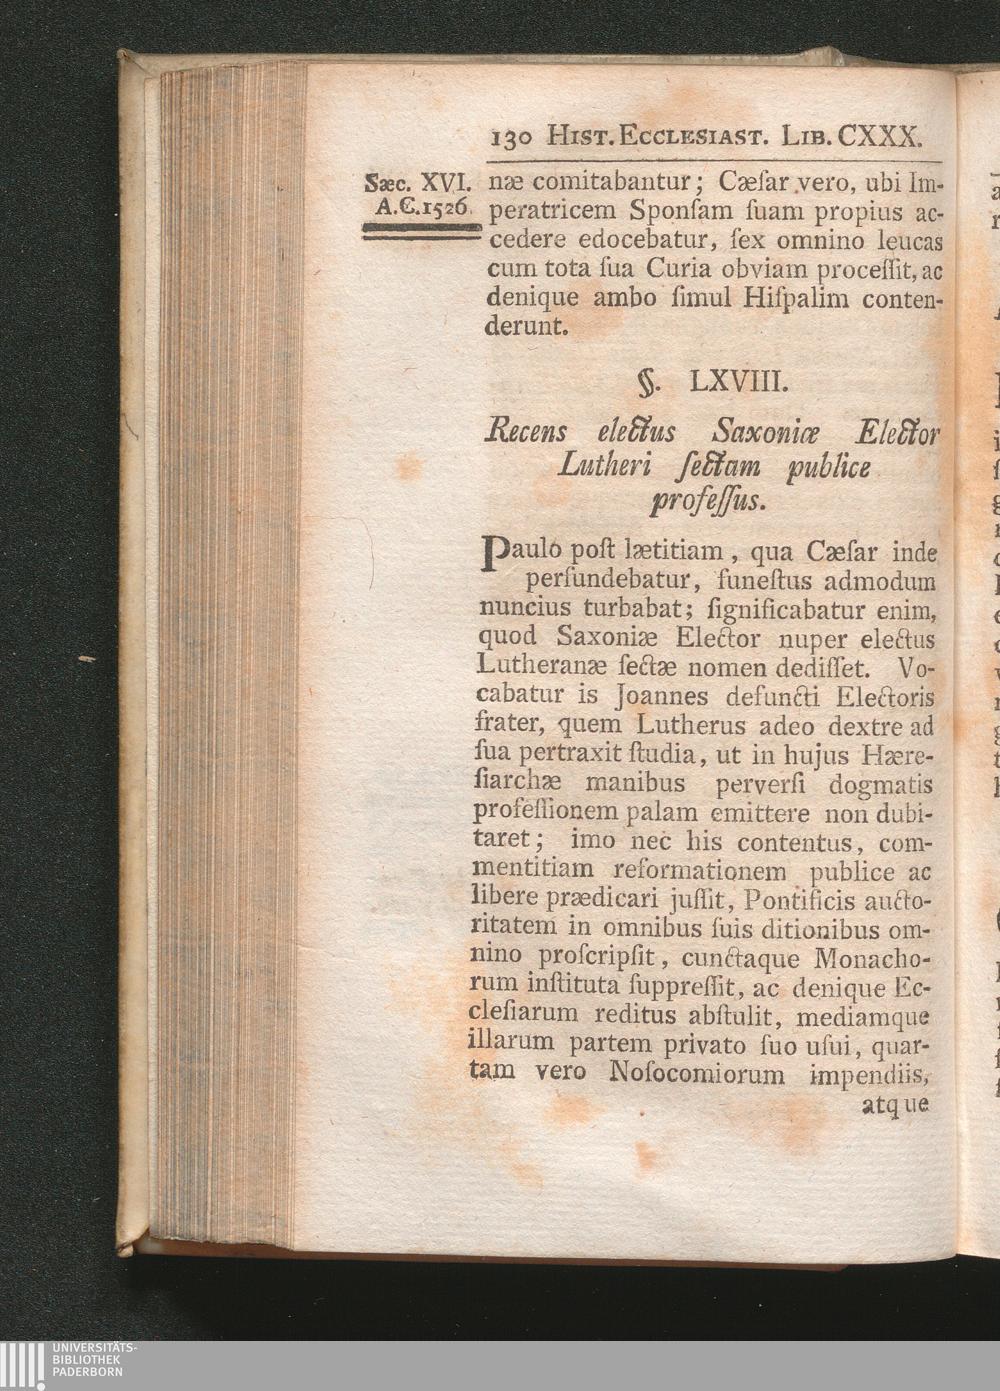 130 HIST. ECCLESIAST. LIB. CXXX.
Sæc. XVI.
A.C.1526.
næ comitabantur; Cæſar vero, ubi Im-
peratricem Sponſam ſuam propius ac-
cedere edocebatur, ſex omnino leucas
cum tota ſua Curia obviam proceſſit, ac
denique ambo ſimul Hiſpalim conten-
derunt.
§. LXVIII.
Recens electus Saxoniæ Elector
Lutheri ſectam publice
profeſſus.
Paulo poſt lætitiam, qua Cæſar inde
perfundebatur, funeſtus admodum
nuncius turbabat; ſignificabatur enim,
quod Saxoniæ Elector nuper electus
Lutheranæ ſectæ nomen dediſſet. Vo-
cabatur is Joannes defuncti Electoris
frater, quem Lutherus adeo dextre ad
ſua pertraxit ſtudia, ut in hujus Hære-
ſiarchæ manibus perverſi dogmatis
profeſſionem palam emittere non dubi-
taret; imo nec his contentus, com-
mentitiam reformationem publice ac
libere prædicari juſſit, Pontificis aucto-
ritatem in omnibus ſuis ditionibus om-
nino proſcripſit, cunctaque Monacho-
rum inſtituta ſuppreſſit, ac denique Ec-
cleſiarum reditus abſtulit, mediamque
illarum partem privato ſuo uſui, quar-
tam vero Noſocomiorum impendiis,
atque
UNIVERSITÄTS-
BIBLIOTHEK
PADERBORN